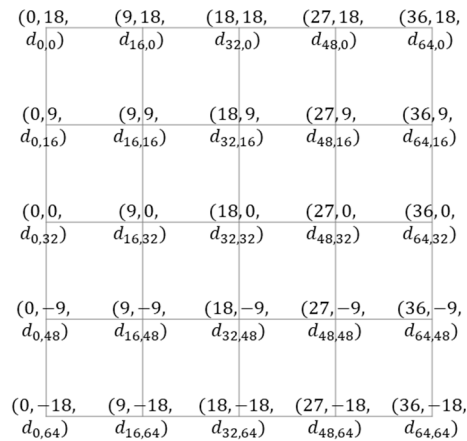 (0, 18, (9, 18, (18, 18, (27, 18, (36, 18,
d0,0) d16,0) d32,0) d48,0) d64,0)
(0, 9, (9, 9, (18, 9, (27, 9, (36, 9,
d0,16) d16,16) d32,16) d48,16) d64,16)
(0, 0, (9, 0, (18, 0, (27, 0, (36, 0,
d0,32) d16,32) d32,32) d48,32) d64,32)
(0, −9, (9, −9, (18, −9, (27, −9, (36, −9,
d0,48) d16,48) d32,48) d48,48) d64,48)
(0, −18, (9, −18, (18, −18, (27, −18, (36, −18,
d0,64) d16,64) d32,64) d48,64) d64,64)